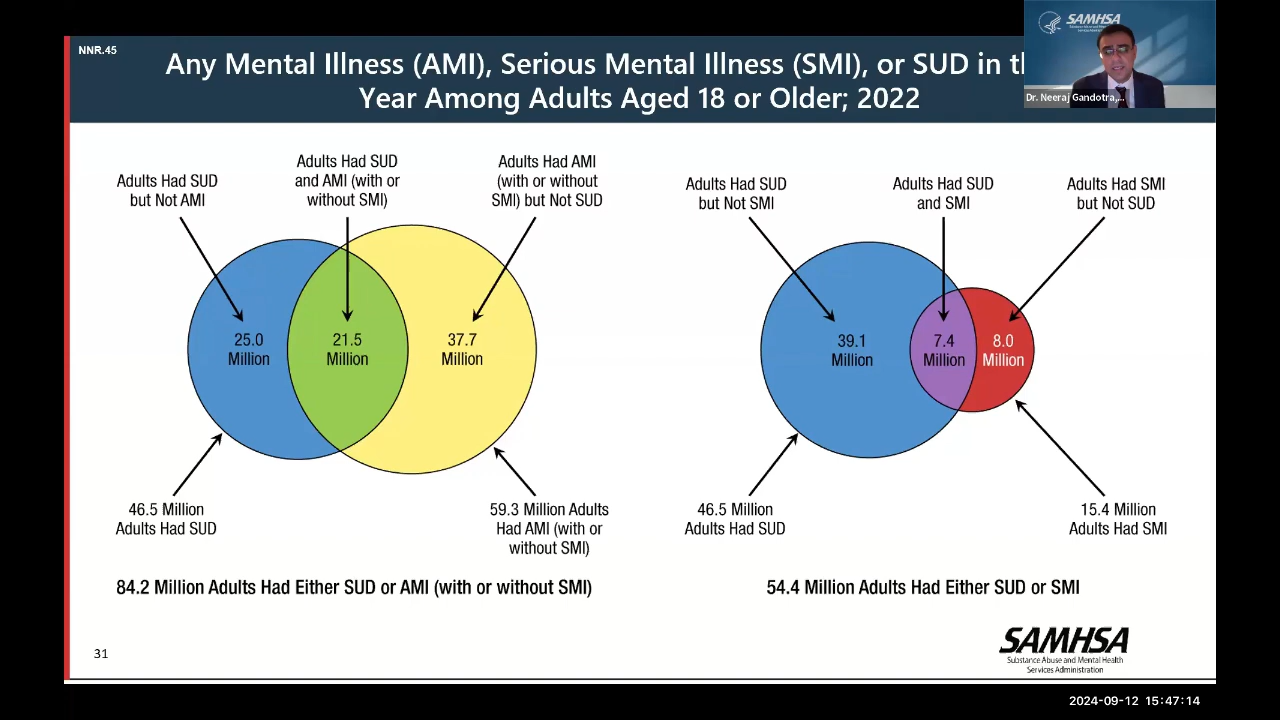 NNR.45
Any Mental Illness (AMI), Serious Mental Illness (SMI), or SUD in th
Year Among Adults Aged 18 or Older; 2022
SAMHSA
Dr. Neeraj Gandotra,...
Adults Had SUD
but Not AMI
Adults Had SUD
and AMI (with or
without SMI)
Adults Had AMI
(with or without
SMI) but Not SUD
25.0
Million
21.5
Million
37.7
Million
46.5 Million
Adults Had SUD
59.3 Million Adults
Had AMI (with or
without SMI)
84.2 Million Adults Had Either SUD or AMI (with or without SMI)
Adults Had SUD
but Not SMI
Adults Had SUD
and SMI
Adults Had SMI
but Not SUD
39.1
Million
7.4
Million
8.0
Million
46.5 Million
Adults Had SUD
15.4 Million
Adults Had SMI
54.4 Million Adults Had Either SUD or SMI
31
SAMHSA
Substance Abuse and Mental Health
Services Administration
2024-09-12 15:47:14